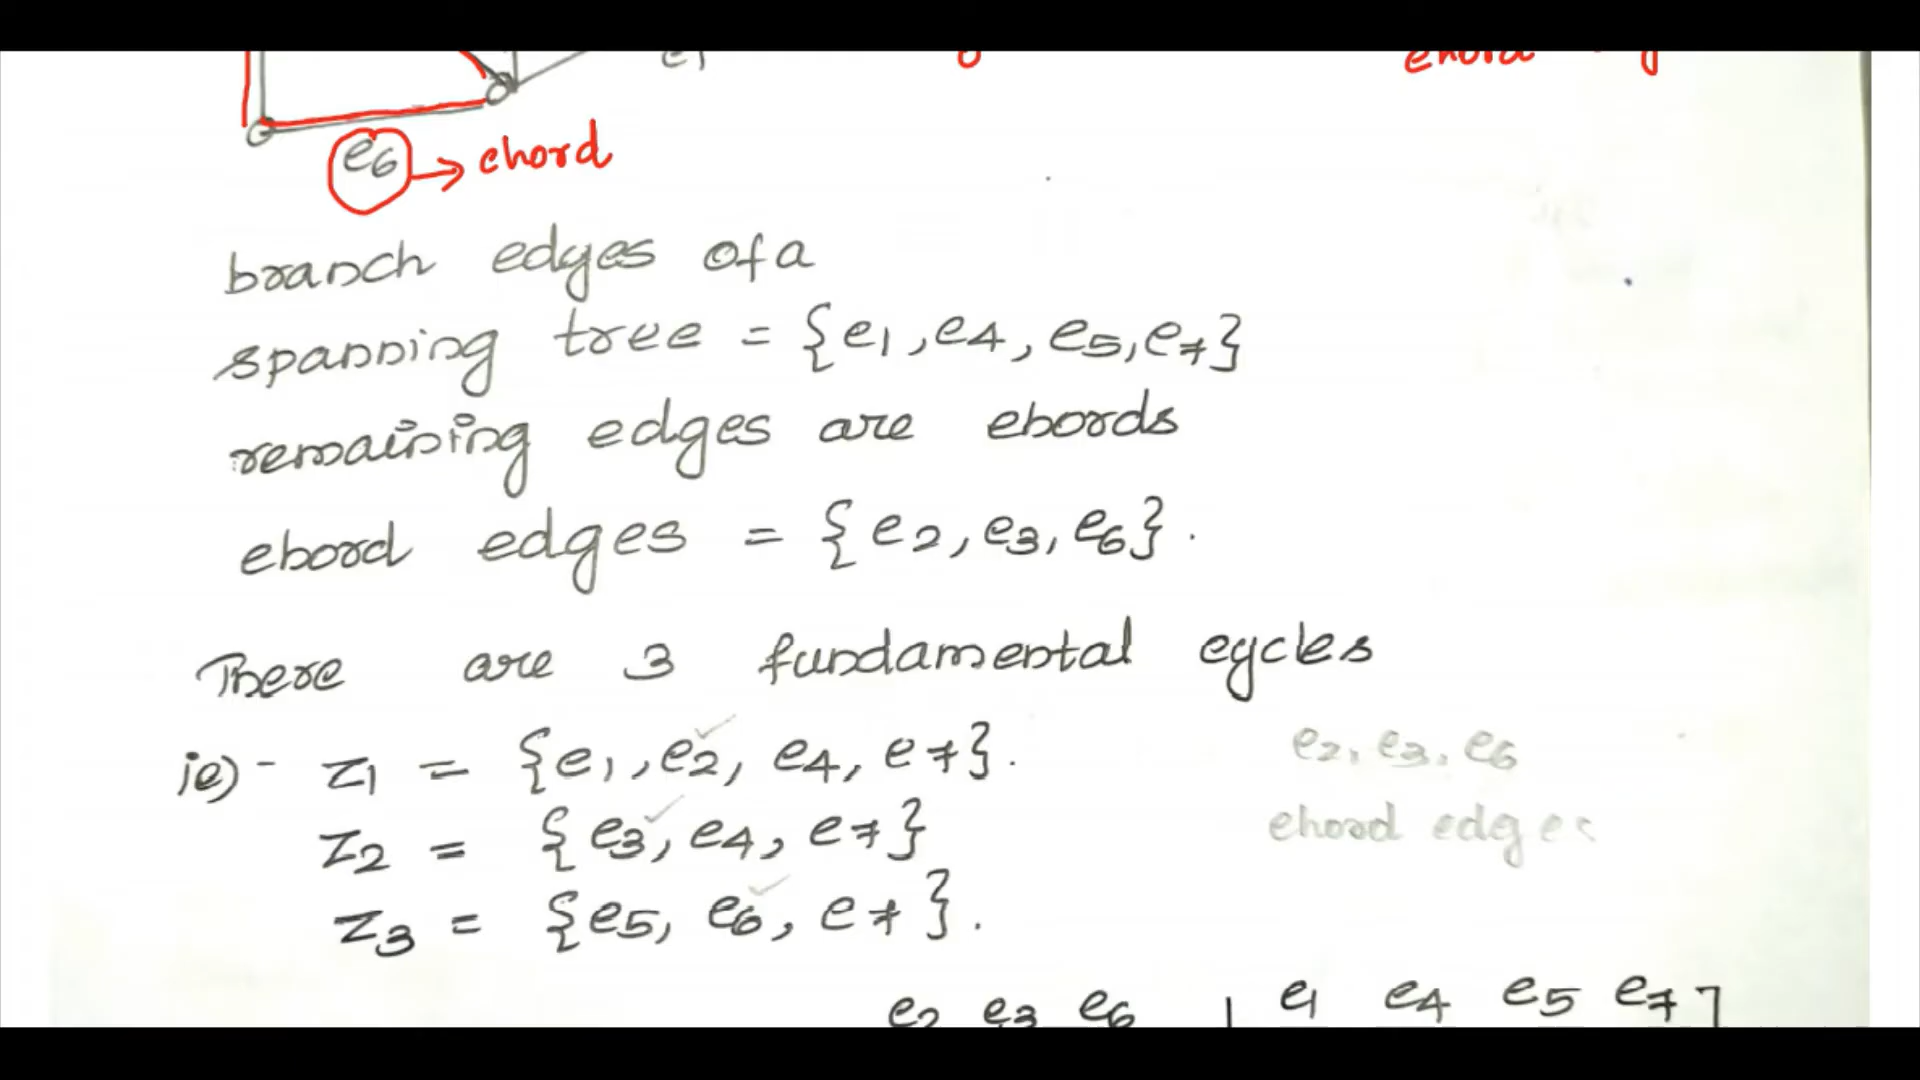 e1
e6 → chord
branch edges of a
spanning tree = {e1, e4, e5, e7}
remaining edges are chords
chord edges = {e2, e3, e6}.
There are 3 fundamental cycles
ie) - Z1 = {e1, e2, e4, e7}.
e2, e3, e6
Z2 = {e3, e4, e7}
chord edges
Z3 = {e5, e6, e7}.
e2 e3 e6 | e1 e4 e5 e7